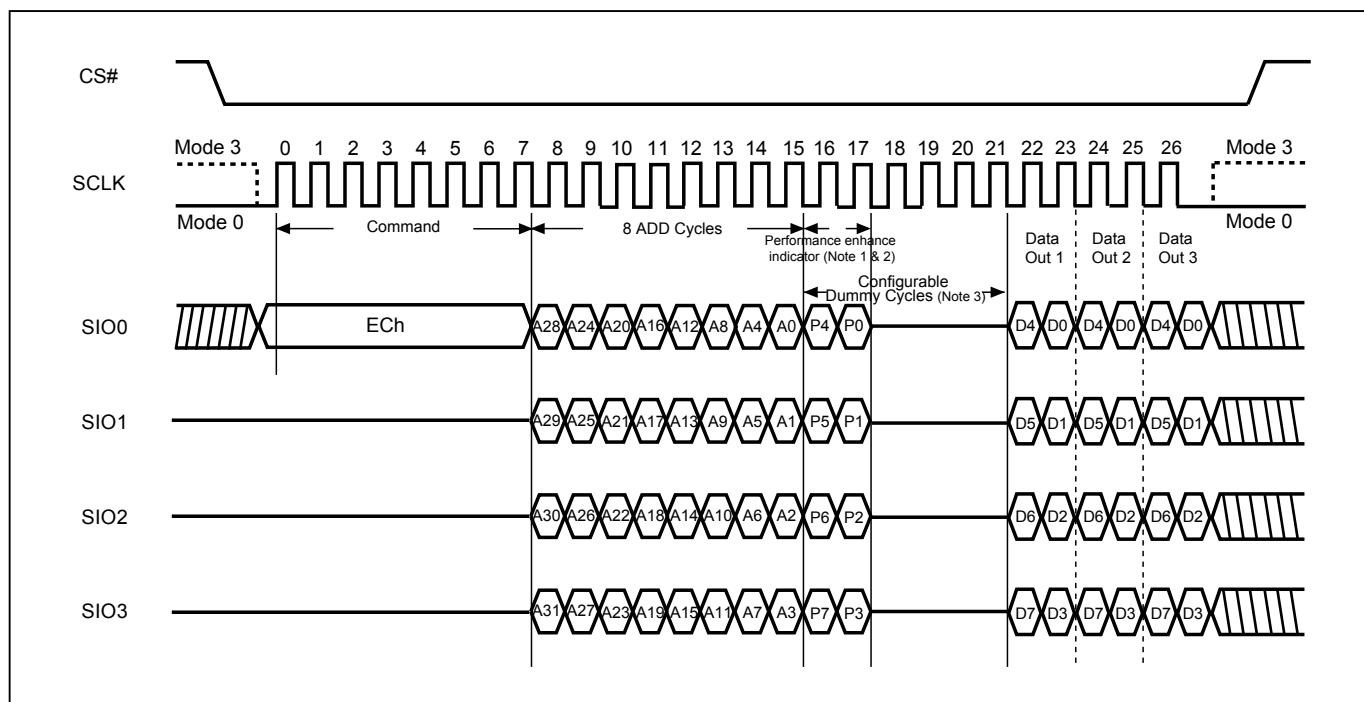 CS#
Mode 3 0 1 2 3 4 5 6 7 8 9 10 11 12 13 14 15 16 17 18 19 20 21 22 23 24 25 26 Mode 3
SCLK
Mode 0 Mode 0
Command 8 ADD Cycles
Performance enhance
indicator (Note 1 & 2)
Data Data Data
Out 1 Out 2 Out 3
Configurable
Dummy Cycles (Note 3)
SIO0 ECh A28 A24 A20 A16 A12 A8 A4 A0 P4 P0 D4 D0 D4 D0 D4 D0
SIO1 A29 A25 A21 A17 A13 A9 A5 A1 P5 P1 D5 D1 D5 D1 D5 D1
SIO2 A30 A26 A22 A18 A14 A10 A6 A2 P6 P2 D6 D2 D6 D2 D6 D2
SIO3 A31 A27 A23 A19 A15 A11 A7 A3 P7 P3 D7 D3 D7 D3 D7 D3